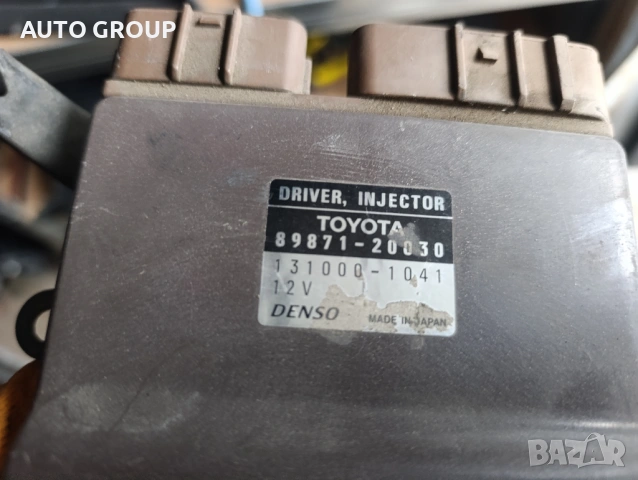 AUTO GROUP
DRIVER, INJECTOR
TOYOTA
89871-20030
131000-1041
12V
DENSO MADE IN JAPAN
BAZAR